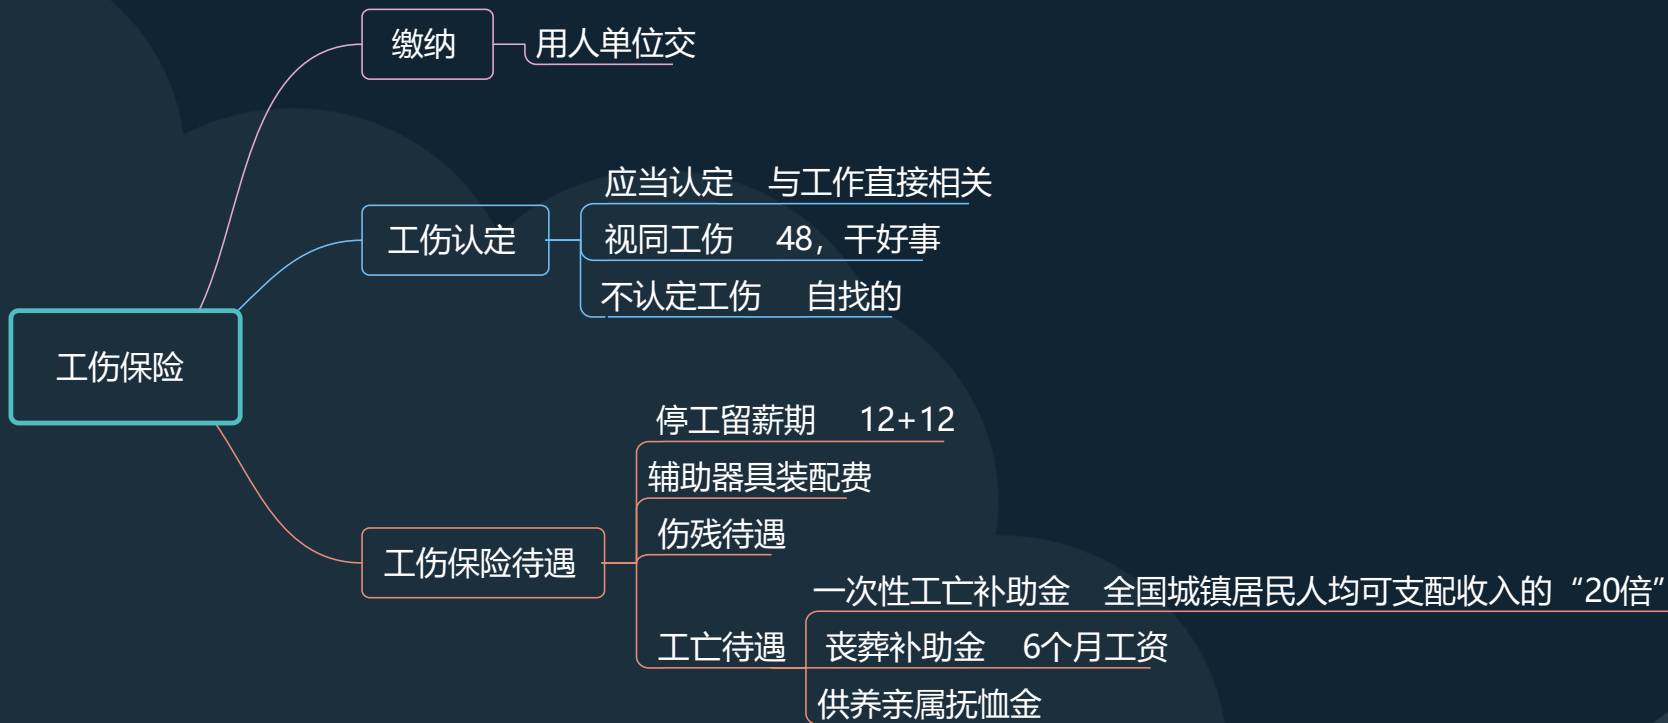 缴纳 用人单位交
应当认定 与工作直接相关
工伤认定 视同工伤 48，干好事
不认定工伤 自找的
工伤保险
停工留薪期 12+12
辅助器具装配费
伤残待遇
工伤保险待遇
一次性工亡补助金 全国城镇居民人均可支配收入的“20倍”
工亡待遇 丧葬补助金 6个月工资
供养亲属抚恤金